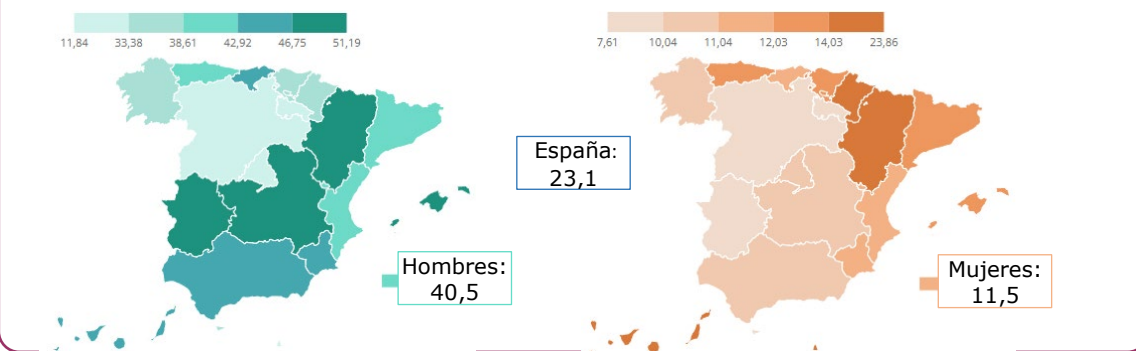 11,84 33,38 38,61 42,92 46,75 51,19
7,61 10,04 11,04 12,03 14,03 23,86
España:
23,1
Hombres:
40,5
Mujeres:
11,5